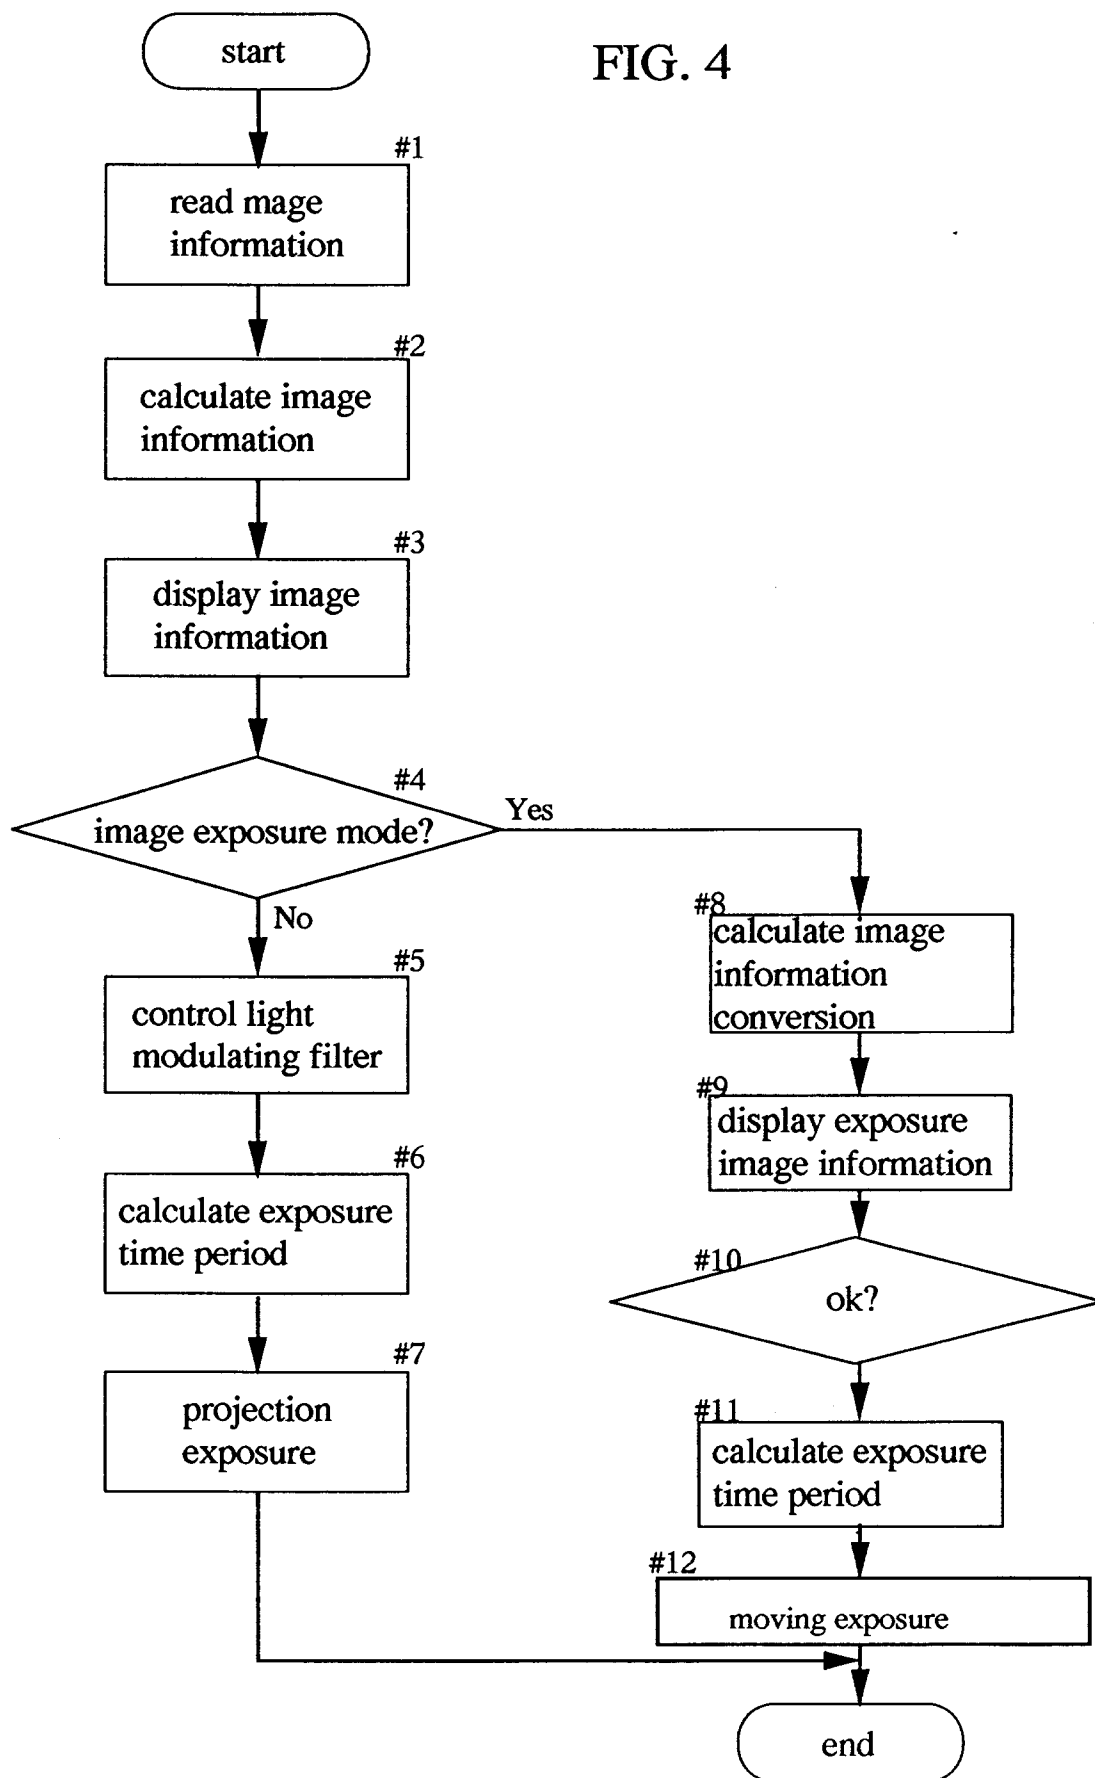 start
FIG. 4
#1
read mage
information
#2
calculate image
information
#3
display image
information
#4
image exposure mode?
Yes
No
#5
control light
modulating filter
#6
calculate exposure
time period
#7
projection
exposure
#8
calculate image
information
conversion
#9
display exposure
image information
#10
ok?
#11
calculate exposure
time period
#12
moving exposure
end